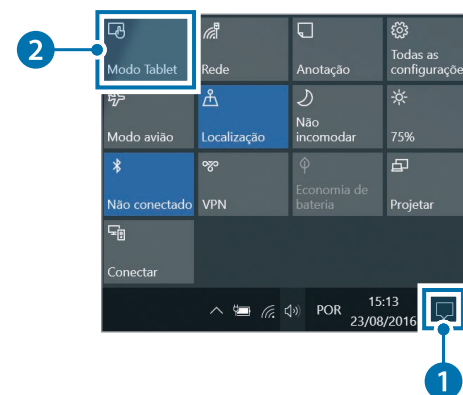 2
Modo Tablet
Rede
Anotação
Todas as
configuraçõe
Modo avião
Localização
Não
incomodar
75%
Não conectado
VPN
Economia de
bateria
Projetar
Conectar
POR
15:13
23/08/2016
1